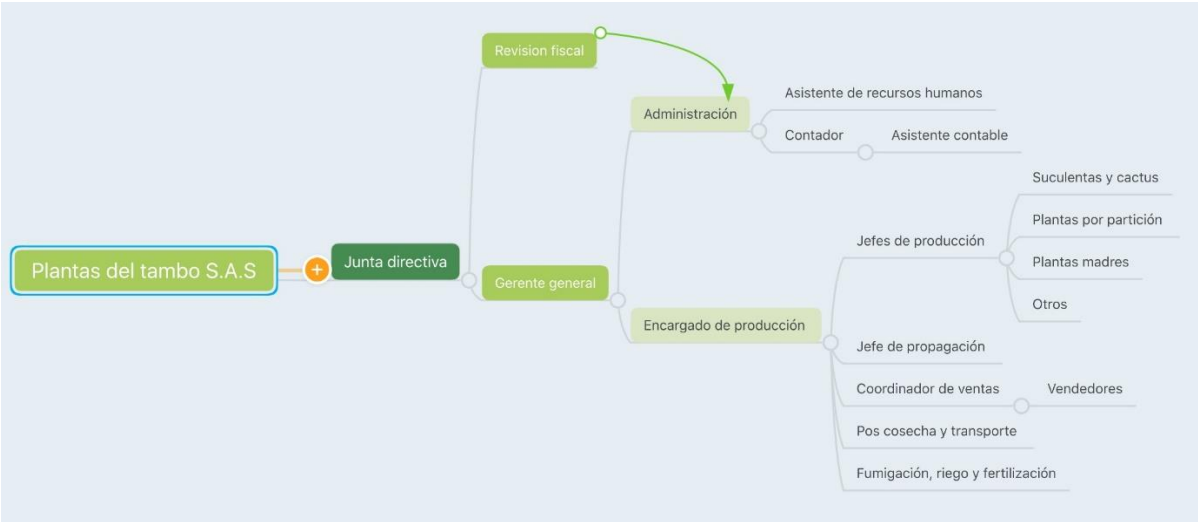 Plantas del tambo S.A.S
+
Junta directiva
Revision fiscal
Gerente general
Administración
Asistente de recursos humanos
Contador
Asistente contable
Encargado de producción
Jefes de producción
Suculentas y cactus
Plantas por partición
Plantas madres
Otros
Jefe de propagación
Coordinador de ventas
Vendedores
Pos cosecha y transporte
Fumigación, riego y fertilización